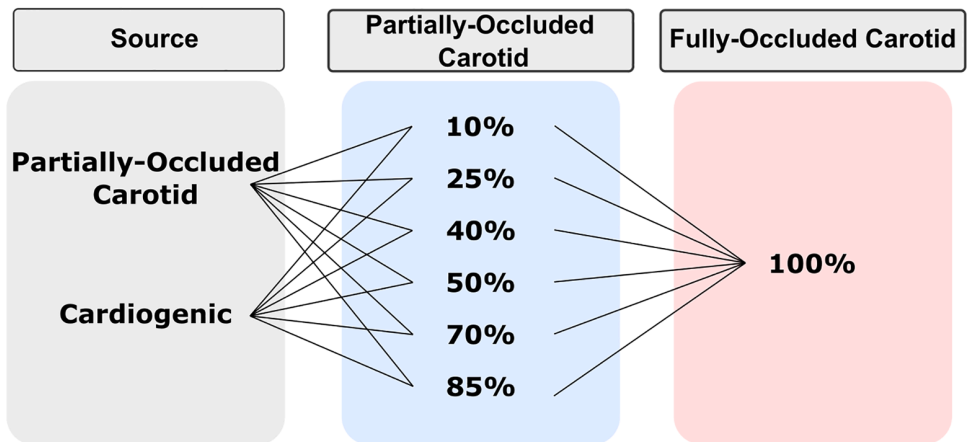 Source
Partially-Occluded
Carotid
Fully-Occluded Carotid
Partially-Occluded
Carotid
Cardiogenic
10%
25%
40%
50%
70%
85%
100%